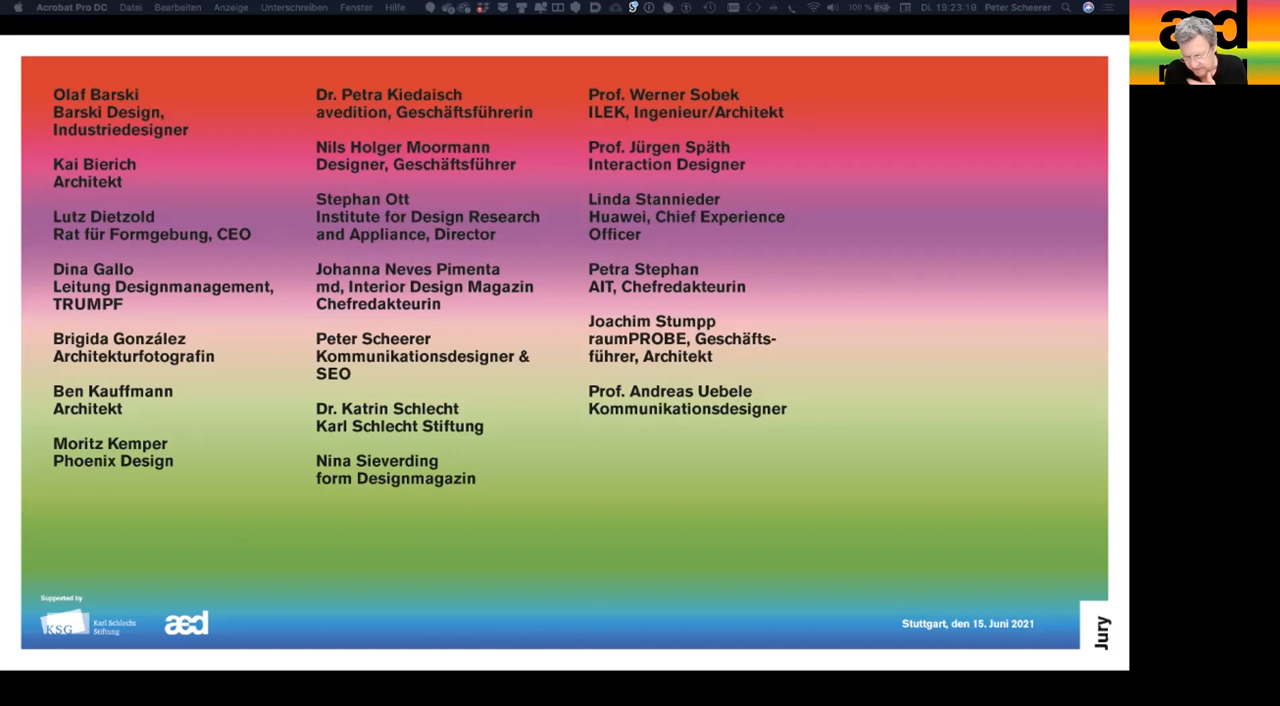 Acrobat Pro DC Datei Bearbeiten Anzeige Unterschreiben Fenster Hilfe 100 % Di. 19:23:19 Peter Scheerer
aed
Olaf Barski
Barski Design,
Industriedesigner
Kai Bierich
Architekt
Lutz Dietzold
Rat für Formgebung, CEO
Dina Gallo
Leitung Designmanagement,
TRUMPF
Brigida González
Architekturfotografin
Ben Kauffmann
Architekt
Moritz Kemper
Phoenix Design
Dr. Petra Kiedaisch
avedition, Geschäftsführerin
Nils Holger Moormann
Designer, Geschäftsführer
Stephan Ott
Institute for Design Research
and Appliance, Director
Johanna Neves Pimenta
md, Interior Design Magazin
Chefredakteurin
Peter Scheerer
Kommunikationsdesigner &
SEO
Dr. Katrin Schlecht
Karl Schlecht Stiftung
Nina Sieverding
form Designmagazin
Prof. Werner Sobek
ILEK, Ingenieur/Architekt
Prof. Jürgen Späth
Interaction Designer
Linda Stannieder
Huawei, Chief Experience
Officer
Petra Stephan
AIT, Chefredakteurin
Joachim Stumpp
raumPROBE, Geschäfts-
führer, Architekt
Prof. Andreas Uebele
Kommunikationsdesigner
Supported by
K.S.G
Karl Schlecht
Stiftung
aed
Stuttgart, den 15. Juni 2021
Jury